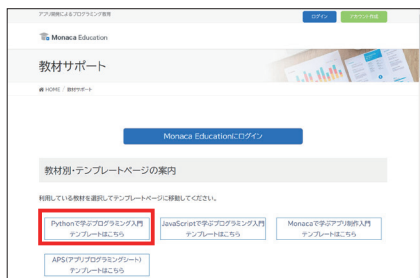 アプリ開発によるプログラミング教育
ログイン
アカウント作成
Monaca Education
教材サポート
HOME / 教材サポート
Monaca Educationにログイン
教材別・テンプレートページの案内
利用している教材を選択してテンプレートページに移動してください。
Pythonで学ぶプログラミング入門
テンプレートはこちら
JavaScriptで学ぶプログラミング入門
テンプレートはこちら
Monacaで学ぶアプリ制作入門
テンプレートはこちら
APS(アプリプログラミングシート)
テンプレートはこちら